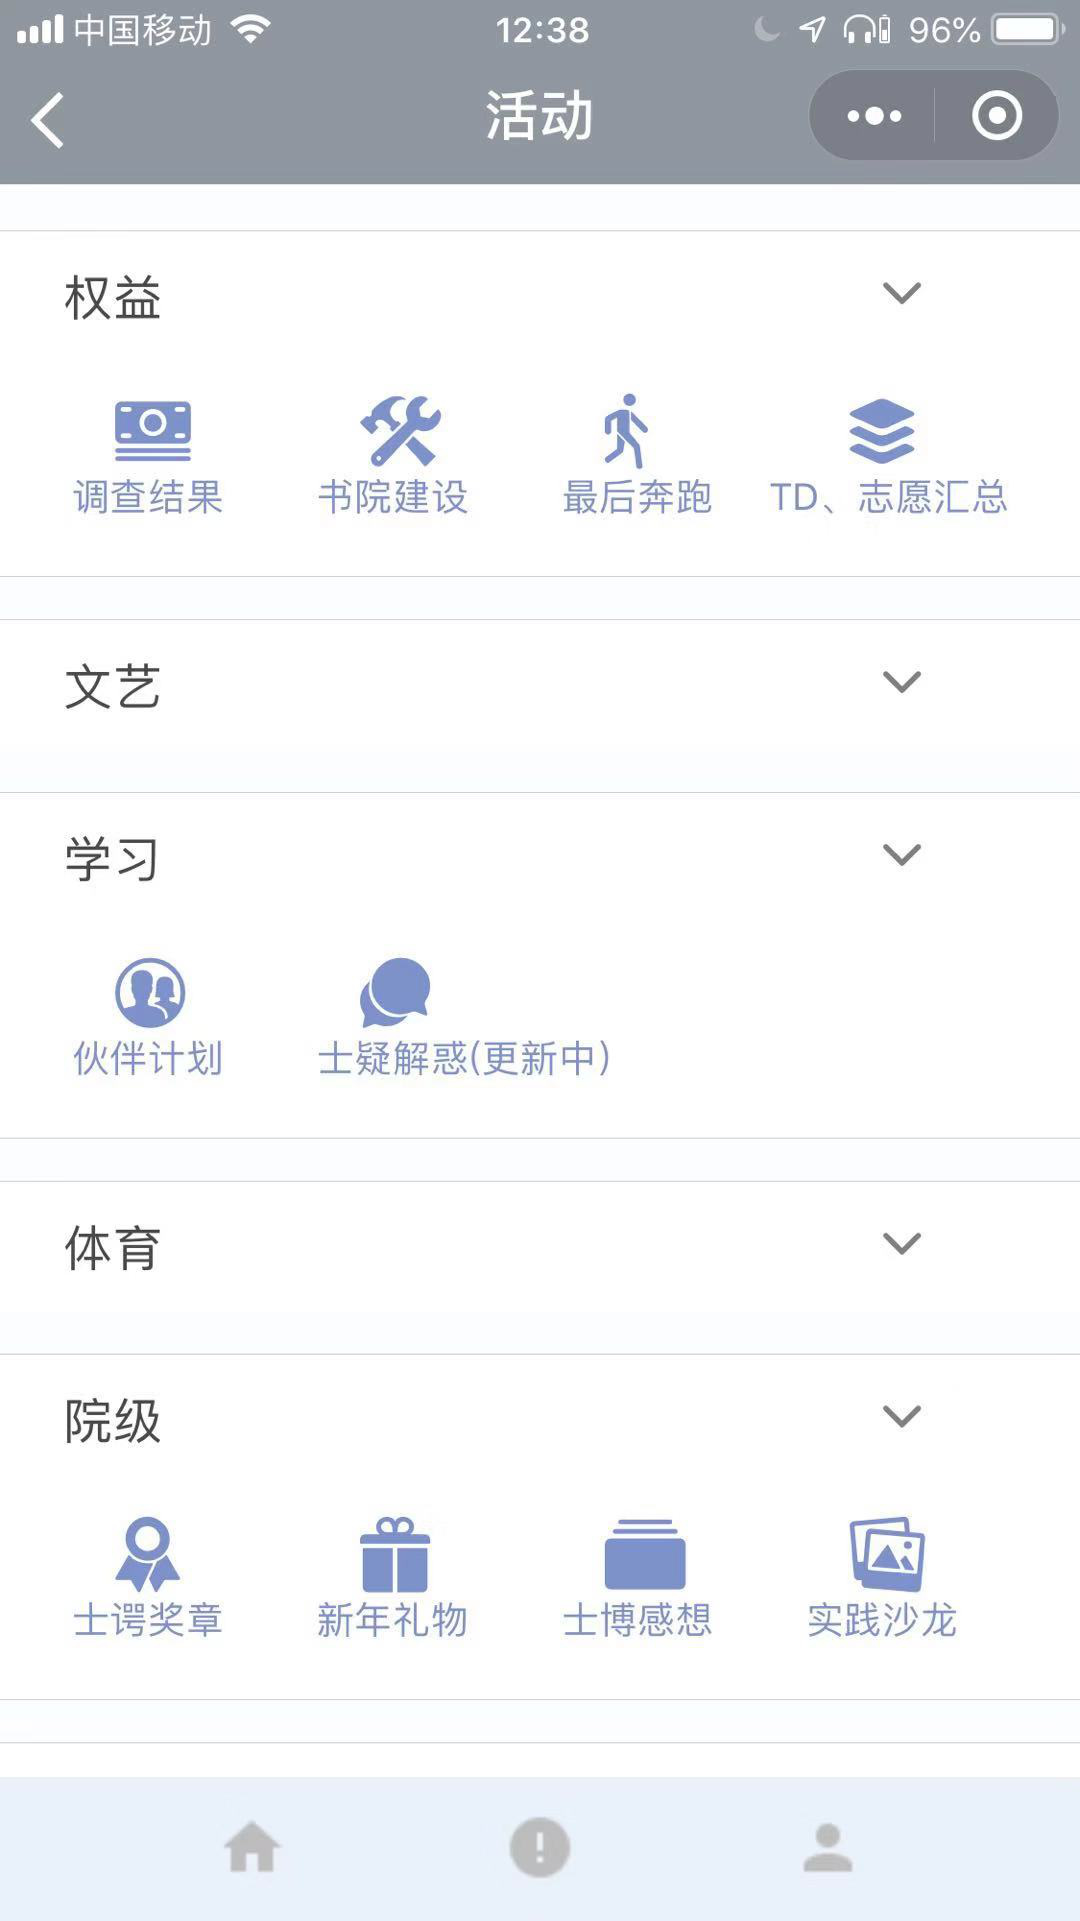 中国移动 12:38 96%
活动
权益
调查结果 书院建设 最后奔跑 TD、志愿汇总
文艺
学习
伙伴计划 士疑解惑(更新中)
体育
院级
士谔奖章 新年礼物 士博感想 实践沙龙